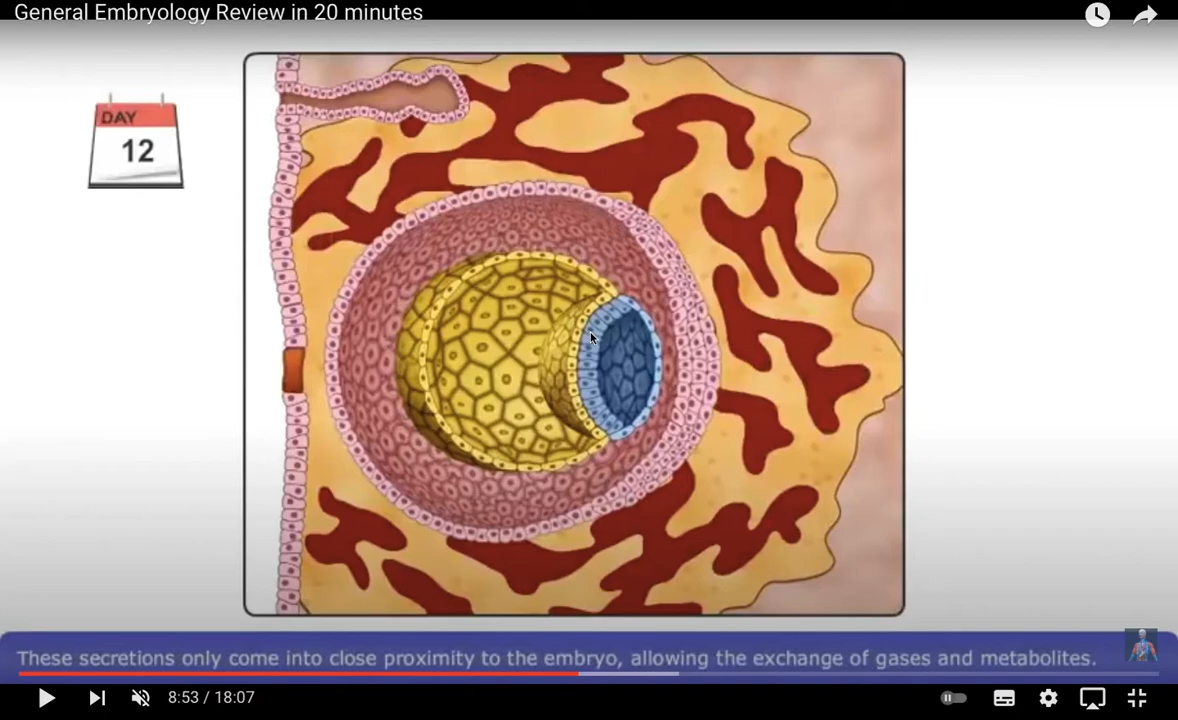 General Embryology Review in 20 minutes
DAY
12
These secretions only come into close proximity to the embryo, allowing the exchange of gases and metabolites.
8:53 / 18:07